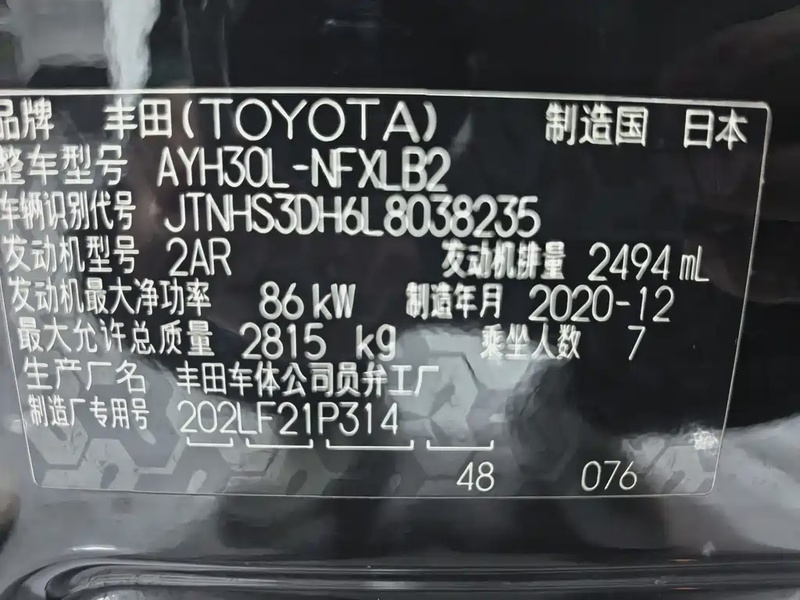 品牌 丰田(TOYOTA) 制造国 日本
整车型号 AYH30L-NFXLB2
车辆识别代号 JTNHS3DH6L8038235
发动机型号 2AR 发动机排量 2494 mL
发动机最大净功率 86 kW 制造年月 2020-12
最大允许总质量 2815 kg 乘坐人数 7
生产厂名 丰田车体公司员弁工厂
制造厂专用号 202LF21P314
48 076